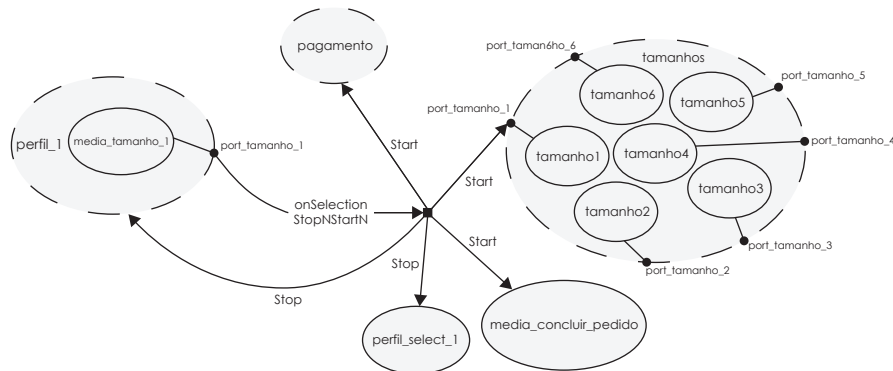 pagamento
port_taman6ho_6
tamanhos
port_tamanho_5
tamanho6
tamanho5
port_tamanho_1
perfil_1
media_tamanho_1
port_tamanho_1
Start
port_tamanho_4
tamanho1
tamanho4
Start
tamanho3
onSelection
StopNStartN
tamanho2
port_tamanho_3
Start
Stop
port_tamanho_2
Stop
media_concluir_pedido
perfil_select_1